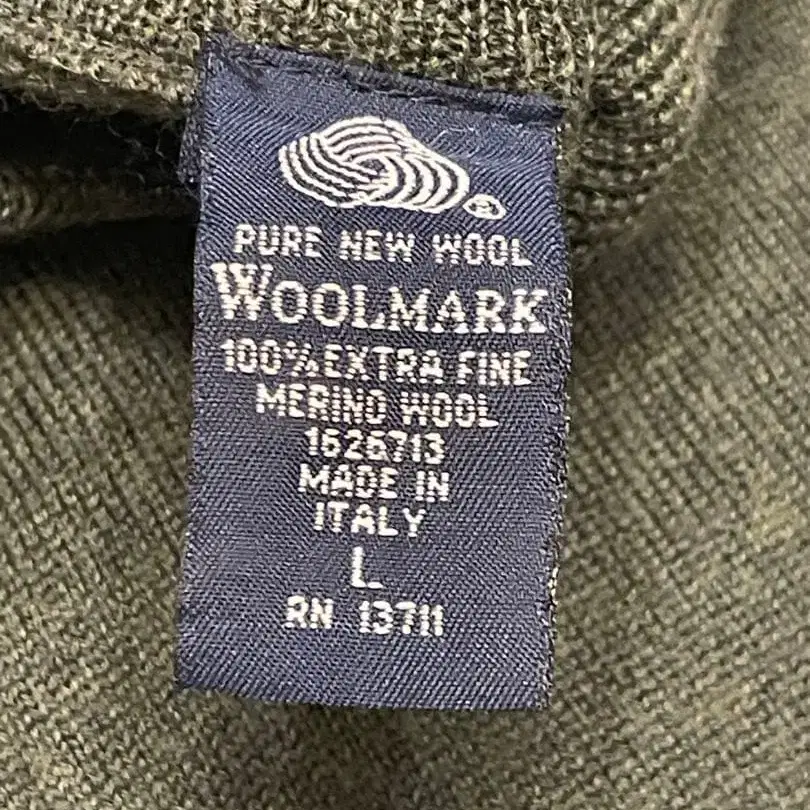 PURE NEW WOOL
WOOLMARK
100% EXTRA FINE
MERINO WOOL
1626713
MADE IN
ITALY
L
RN 13711